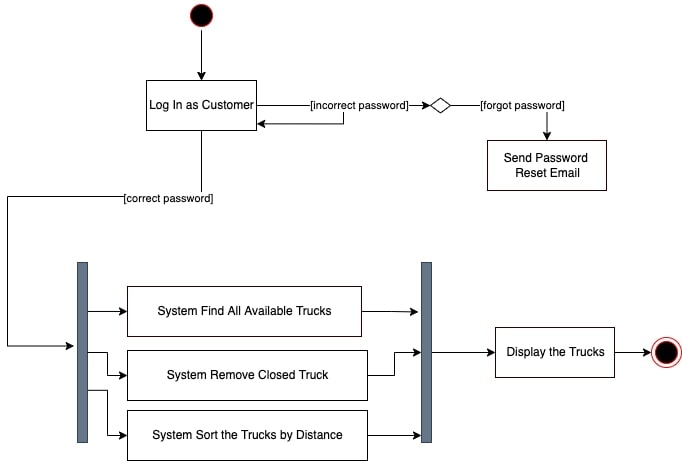 Log In as Customer
[incorrect password]
[forgot password]
Send Password
Reset Email
[correct password]
System Find All Available Trucks
System Remove Closed Truck
System Sort the Trucks by Distance
Display the Trucks